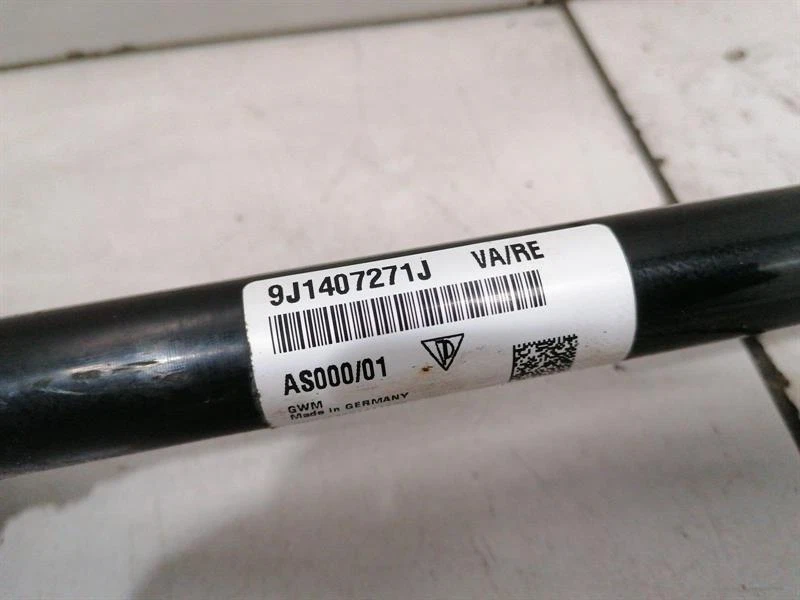 9J1407271J VA/RE
AS000/01
GWM
Made in GERMANY